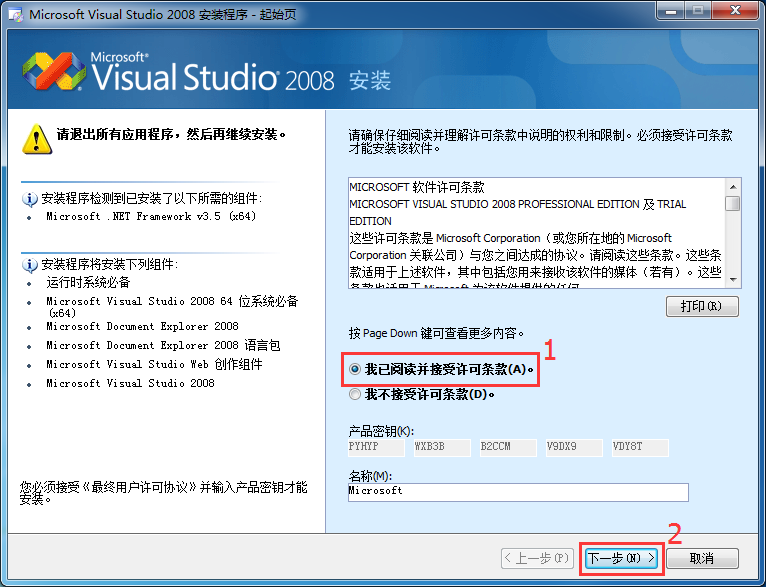 Microsoft Visual Studio 2008 安装程序 - 起始页
Microsoft®
Visual Studio® 2008 安装
请退出所有应用程序，然后再继续安装。
安装程序检测到已安装了以下所需的组件:
Microsoft .NET Framework v3.5 (x64)
安装程序将安装下列组件:
运行时系统必备
Microsoft Visual Studio 2008 64 位系统必备
(x64)
Microsoft Document Explorer 2008
Microsoft Document Explorer 2008 语言包
Microsoft Visual Studio Web 创作组件
Microsoft Visual Studio 2008
您必须接受《最终用户许可协议》并输入产品密钥才能
安装。
请确保仔细阅读并理解许可条款中说明的权利和限制。必须接受许可条款
才能安装该软件。
MICROSOFT 软件许可条款
MICROSOFT VISUAL STUDIO 2008 PROFESSIONAL EDITION 及 TRIAL
EDITION
这些许可条款是 Microsoft Corporation（或您所在地的 Microsoft
Corporation 关联公司）与您之间达成的协议。请阅读这些条款。这些条
款适用于上述软件，其中包括您用来接收该软件的媒体（若有）。这些
条款也适用于 Microsoft 为该软件提供的任何
打印(R)
按 Page Down 键可查看更多内容。
1
我已阅读并接受许可条款(A)。
我不接受许可条款(D)。
产品密钥(K):
PYHYP WXB3B B2CCM V9DX9 VDY8T
名称(M):
Microsoft
2
< 上一步(P) 下一步(N) > 取消